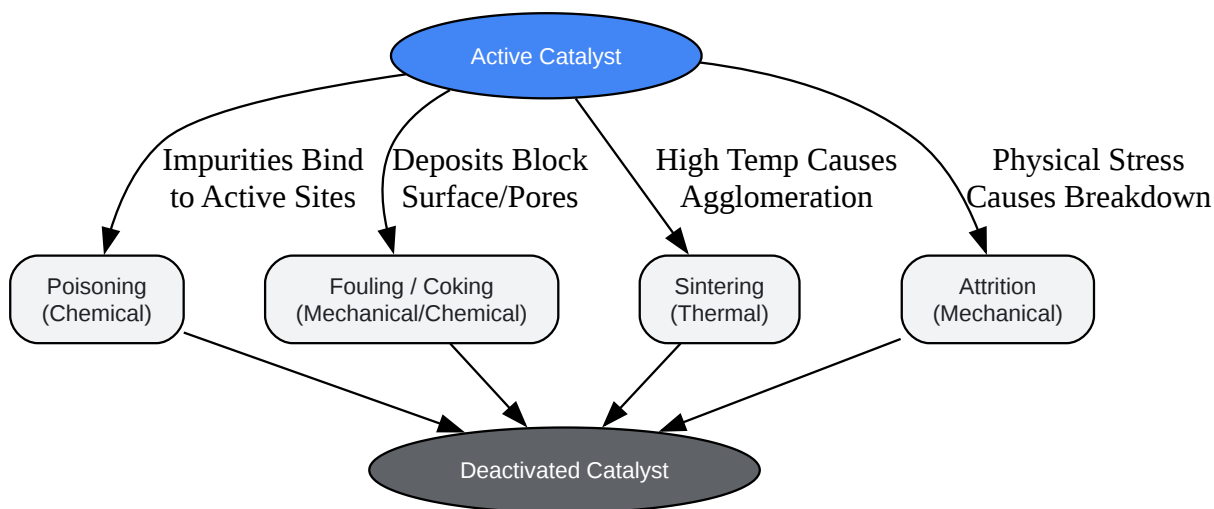 Active Catalyst
Impurities Bind
to Active Sites
Deposits Block
Surface/Pores
High Temp Causes
Agglomeration
Physical Stress
Causes Breakdown
Poisoning
(Chemical)
Fouling / Coking
(Mechanical/Chemical)
Sintering
(Thermal)
Attrition
(Mechanical)
Deactivated Catalyst